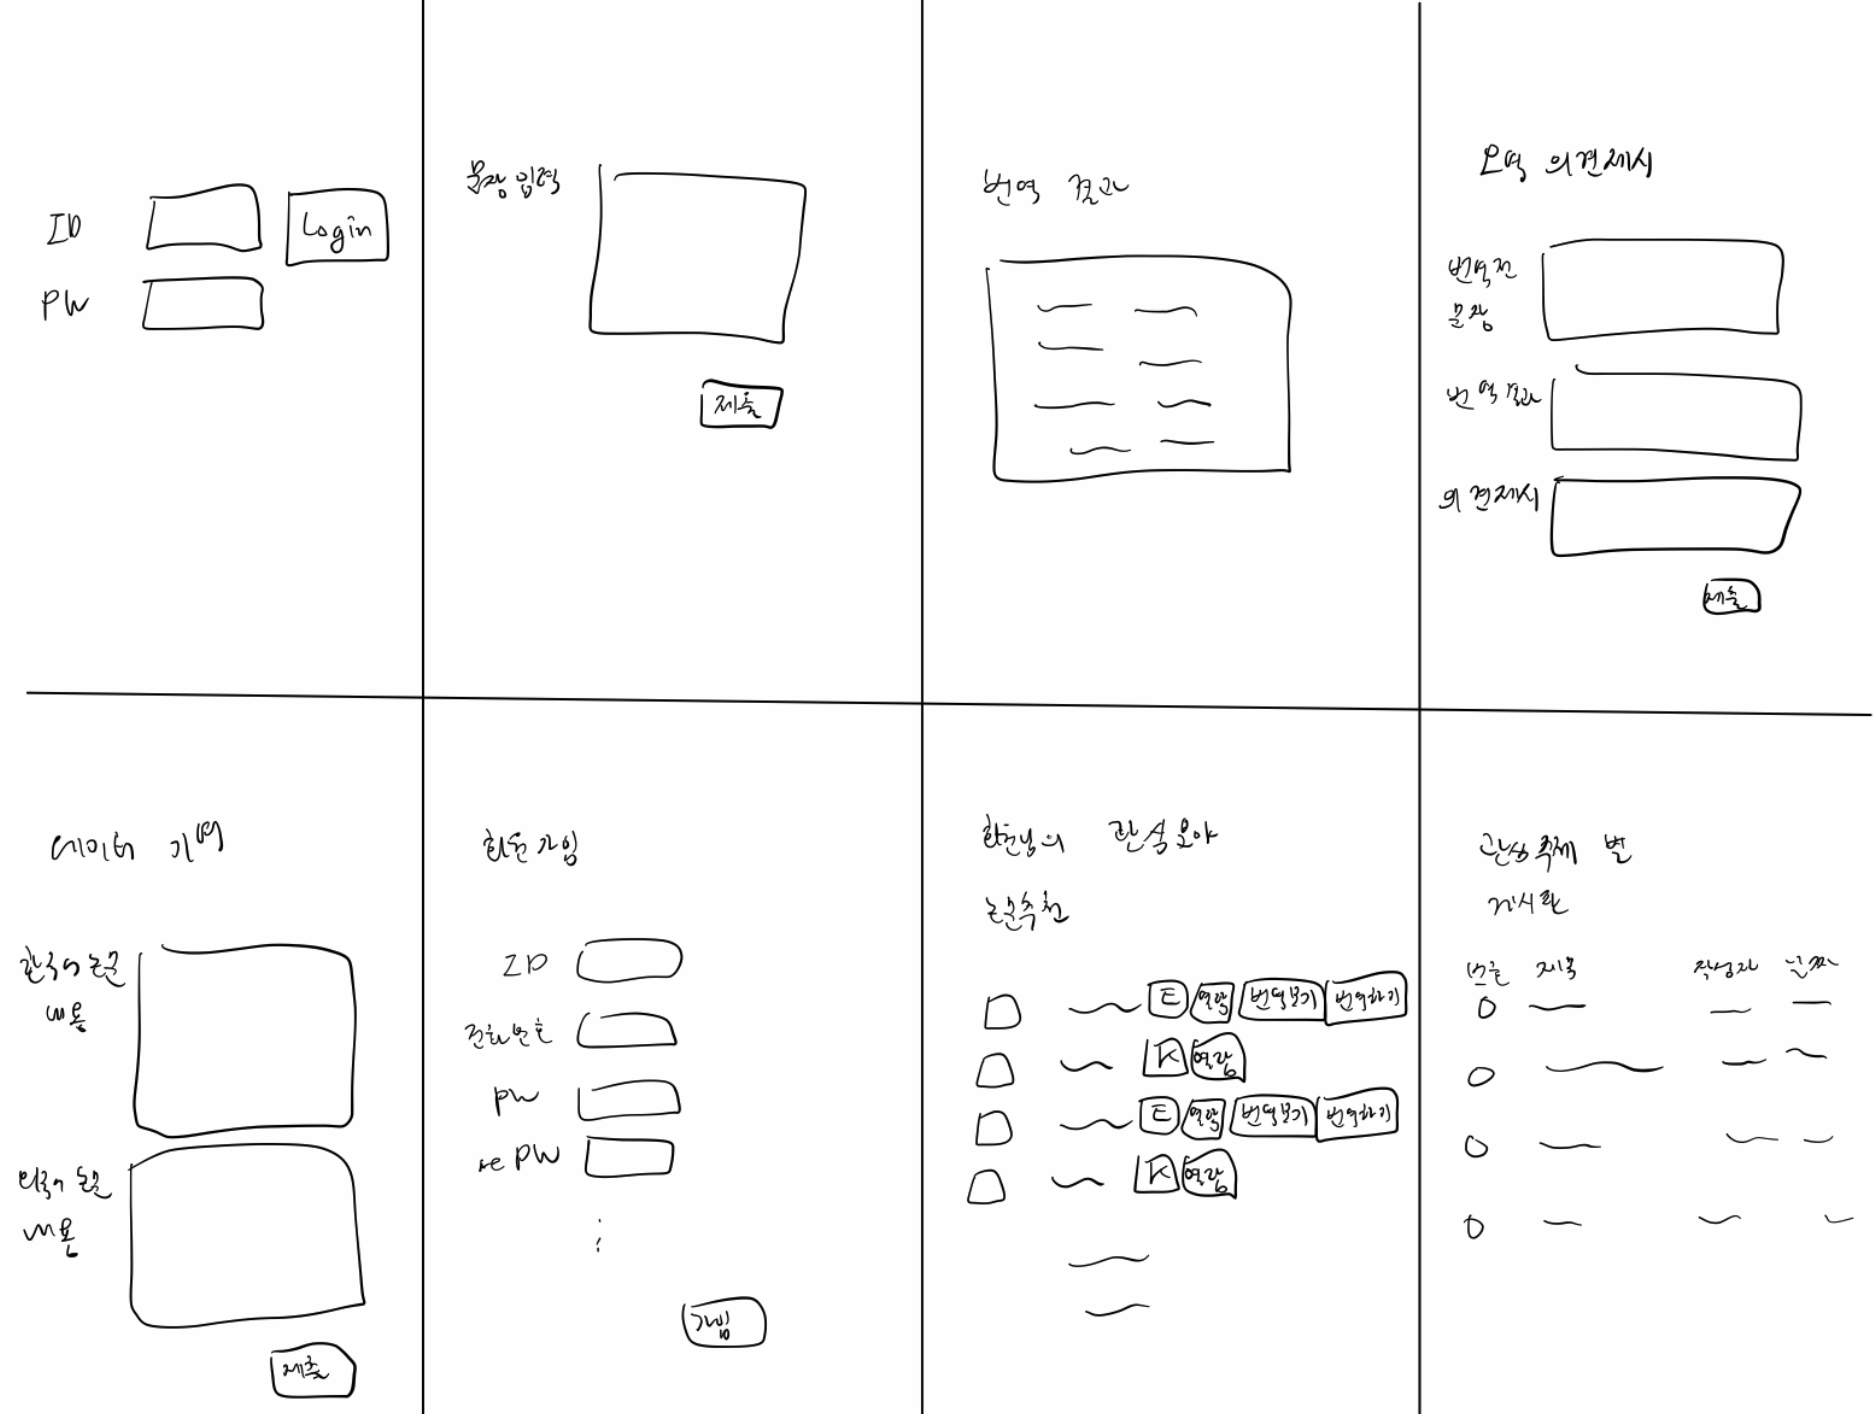 ID
Login
PW
문장 입력
제출
번역 결과
오역 의견제시
번역전
문장
번역결과
의견제시
제출
데이터 기여
한국어 논문
내용
외국어 논문
내용
제출
회원가입
ID
전화번호
PW
re PW
가입
회원님의 관심분야
논문추천
E 열람 번역보기 번역하기
K 열람
E 열람 번역보기 번역하기
K 열람
관심주제 별
게시판
번호 제목 작성자 날짜